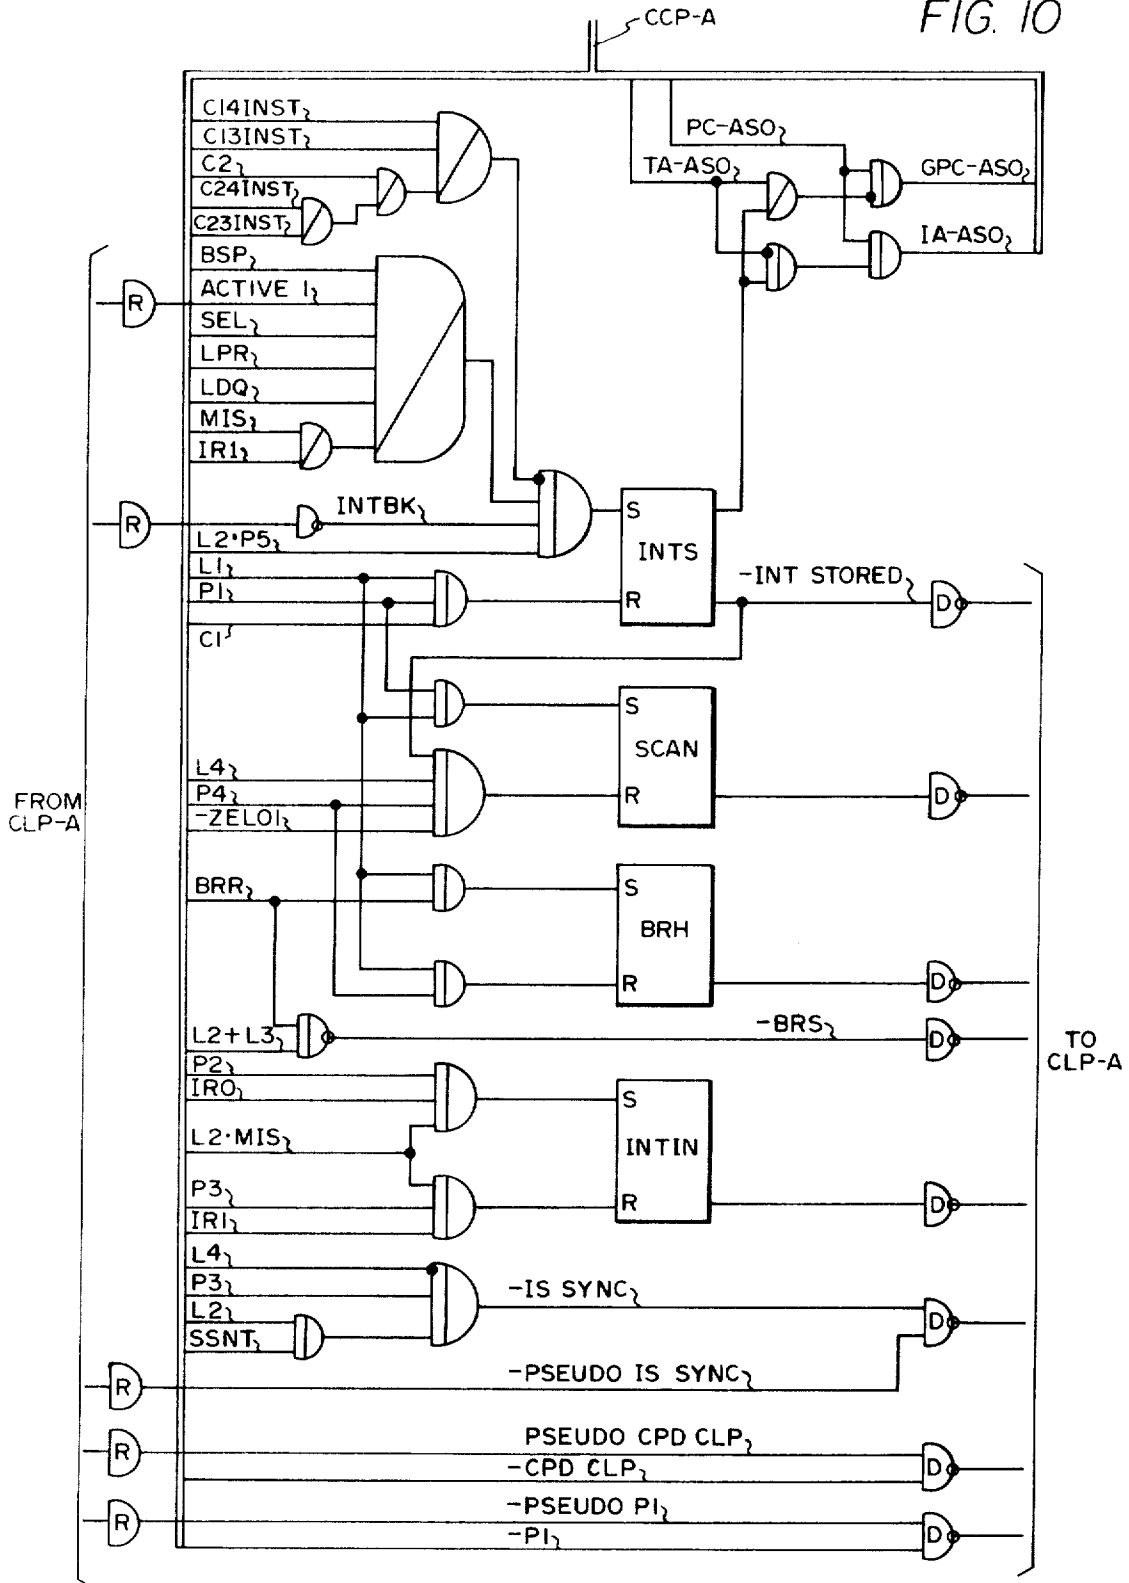 FIG. 10
CCP-A
C14INST
C13INST
C2
C24INST
C23INST
PC-ASO
TA-ASO
GPC-ASO
IA-ASO
BSP
R
ACTIVE 1
SEL
LPR
LDQ
MIS
IR1
R
INTBK
L2·P5
L1
P1
C1
S
INTS
R
-INT STORED
D
S
SCAN
R
D
L4
P4
-ZELO1
FROM
CLP-A
BRR
S
BRH
R
D
L2+L3
-BRS
D
TO
CLP-A
P2
IRO
L2·MIS
P3
IR1
S
INTIN
R
D
L4
P3
L2
SSNT
-IS SYNC
D
R
-PSEUDO IS SYNC
R
PSEUDO CPD CLP
-CPD CLP
D
R
-PSEUDO P1
-P1
D